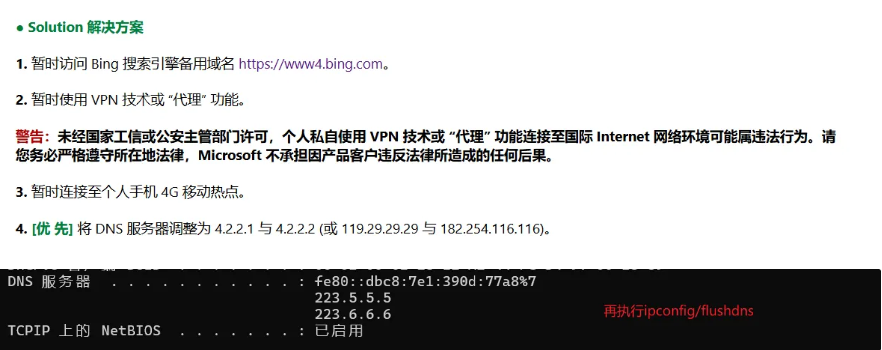 ● Solution 解决方案
1. 暂时访问 Bing 搜索引擎备用域名 https://www4.bing.com。
2. 暂时使用 VPN 技术或 “代理” 功能。
警告：未经国家工信或公安主管部门许可，个人私自使用 VPN 技术或 “代理” 功能连接至国际 Internet 网络环境可能属违法行为。请
您务必严格遵守所在地法律，Microsoft 不承担因产品客户违反法律所造成的任何后果。
3. 暂时连接至个人手机 4G 移动热点。
4. [优 先] 将 DNS 服务器调整为 4.2.2.1 与 4.2.2.2 (或 119.29.29.29 与 182.254.116.116)。
DNS 服务器 . . . . . . . . . . . : fe80::dbc8:7e1:390d:77a8%7
223.5.5.5
223.6.6.6 再执行ipconfig/flushdns
TCPIP 上的 NetBIOS . . . . . . . : 已启用